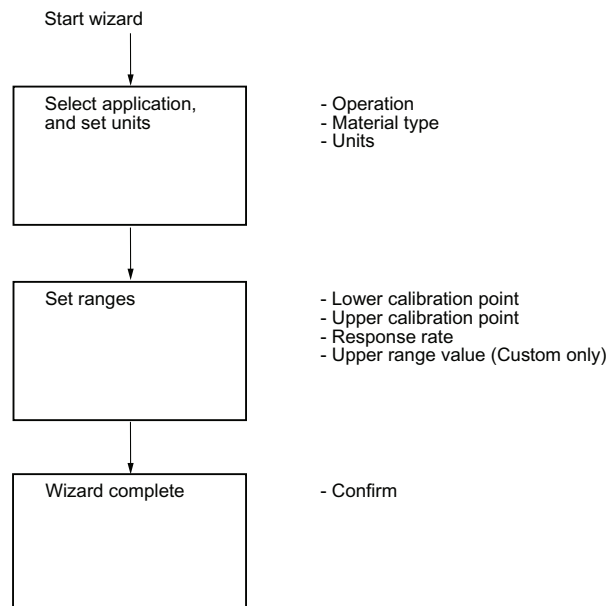 Start wizard
Select application,
and set units
- Operation
- Material type
- Units
Set ranges
- Lower calibration point
- Upper calibration point
- Response rate
- Upper range value (Custom only)
Wizard complete
- Confirm